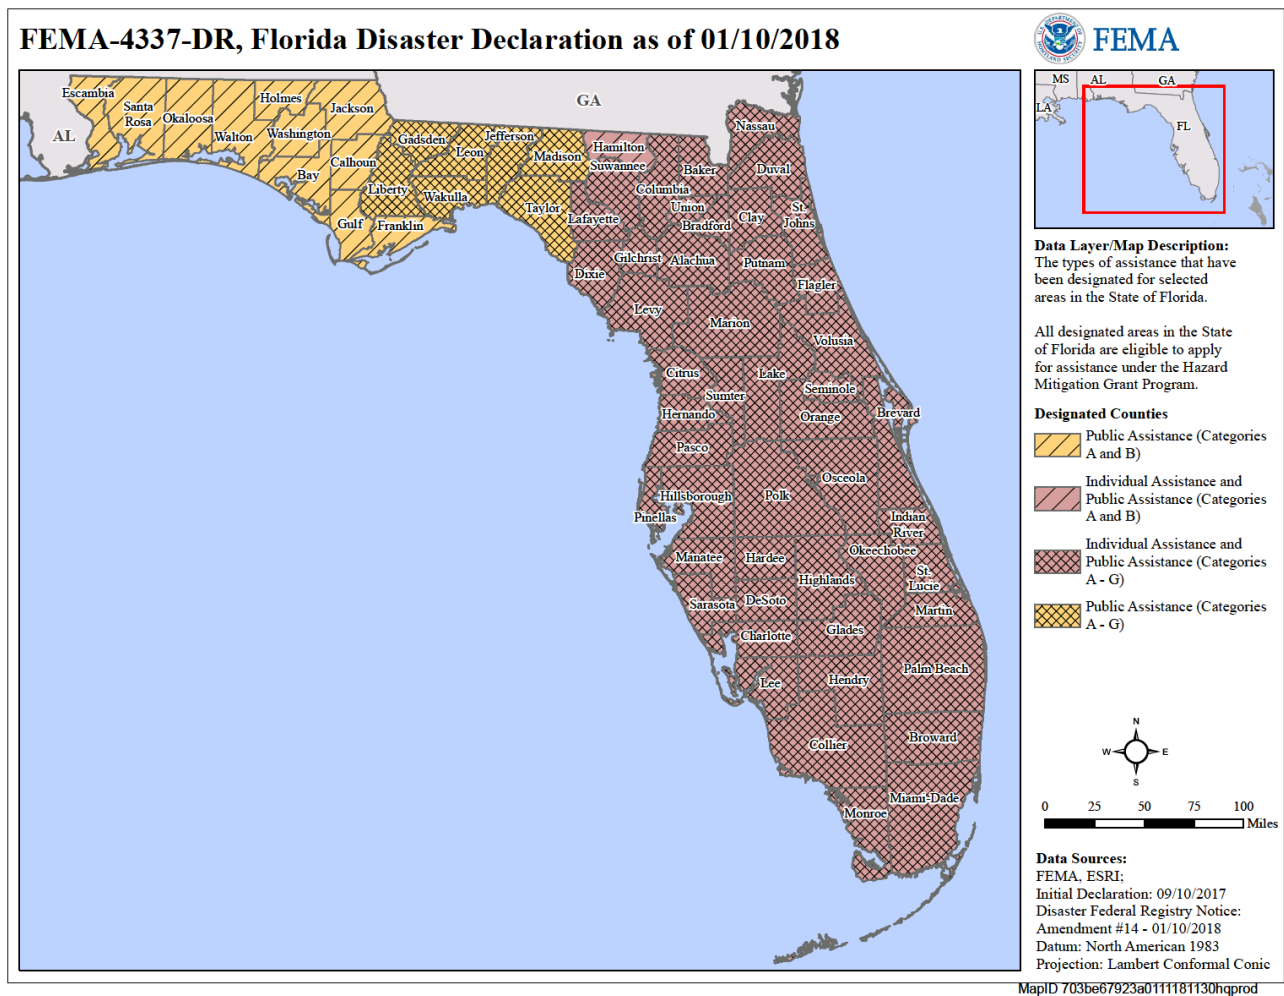 FEMA-4337-DR, Florida Disaster Declaration as of 01/10/2018
FEMA
Escambia
Santa
Rosa
Okaloosa
Walton
Holmes
Washington
Jackson
Bay
Calhoun
Gulf
Franklin
Gadsden
Liberty
Leon
Wakulla
Jefferson
Madison
Taylor
Hamilton
Suwannee
Lafayette
Dixie
Columbia
Baker
Nassau
Duval
Union
Bradford
Clay
St.
Johns
Gilchrist
Alachua
Putnam
Flagler
Levy
Marion
Volusia
Citrus
Lake
Sumter
Seminole
Hernando
Orange
Brevard
Pasco
Osceola
Hillsborough
Polk
Pinellas
Indian
River
Manatee
Hardee
Okeechobee
Highlands
St.
Lucie
Sarasota
DeSoto
Martin
Charlotte
Glades
Lee
Hendry
Palm Beach
Collier
Broward
Monroe
Miami-Dade
AL
GA
MS
AL
GA
LA
FL
Data Layer/Map Description:
The types of assistance that have
been designated for selected
areas in the State of Florida.
All designated areas in the State
of Florida are eligible to apply
for assistance under the Hazard
Mitigation Grant Program.
Designated Counties
Public Assistance (Categories
A and B)
Individual Assistance and
Public Assistance (Categories
A and B)
Individual Assistance and
Public Assistance (Categories
A - G)
Public Assistance (Categories
A - G)
N
W
E
S
0 25 50 75 100
Miles
Data Sources:
FEMA, ESRI;
Initial Declaration: 09/10/2017
Disaster Federal Registry Notice:
Amendment #14 - 01/10/2018
Datum: North American 1983
Projection: Lambert Conformal Conic
MapID 703be67923a0111181130hqprod